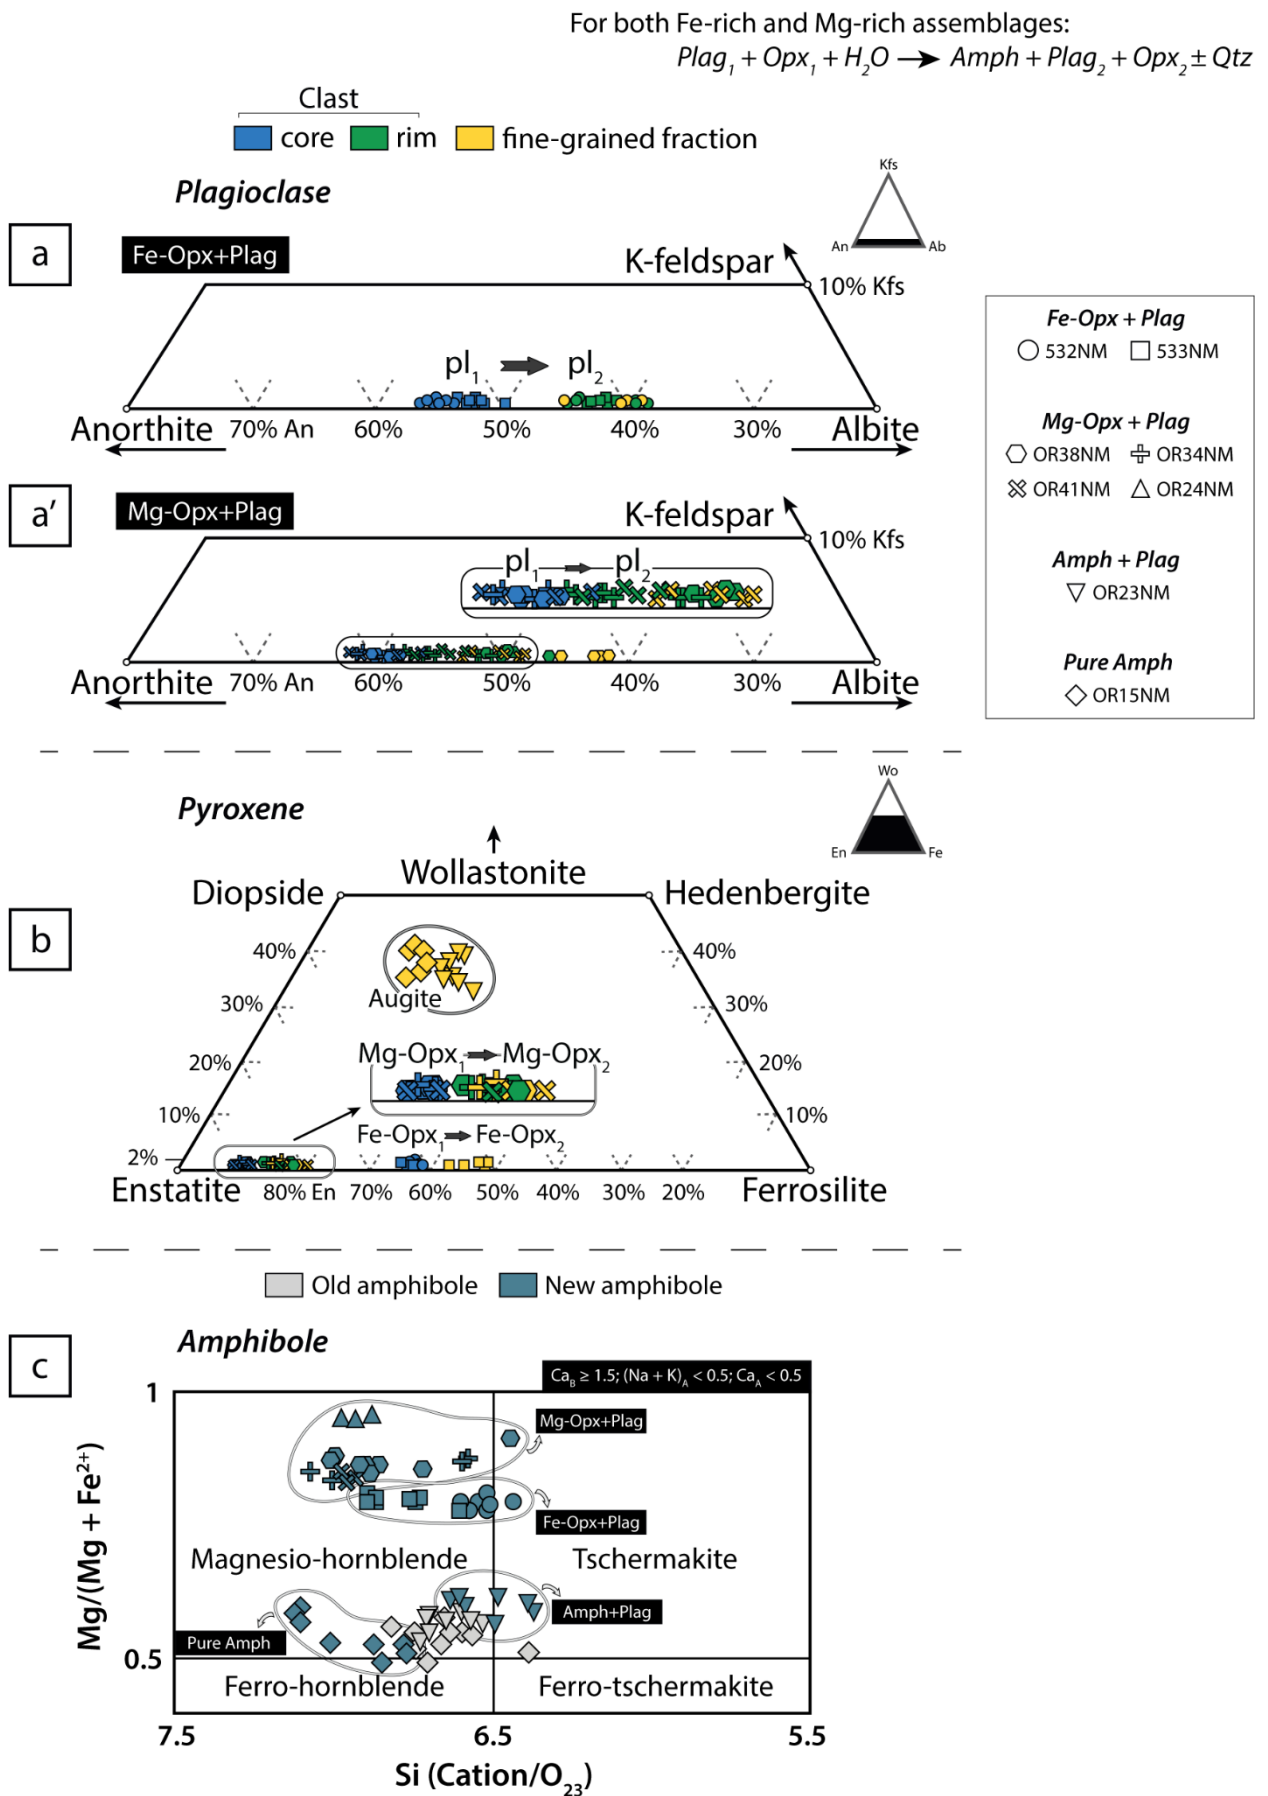 For both Fe-rich and Mg-rich assemblages:
Plag₁ + Opx₁ + H₂O → Amph + Plag₂ + Opx₂ ± Qtz
Clast
core rim fine-grained fraction
Plagioclase
Kfs
An Ab
a
Fe-Opx+Plag
K-feldspar
10% Kfs
pl₁ pl₂
Anorthite 70% An 60% 50% 40% 30% Albite
a′
Mg-Opx+Plag
K-feldspar
10% Kfs
pl₁ pl₂
Anorthite 70% An 60% 50% 40% 30% Albite
Fe-Opx + Plag
532NM 533NM
Mg-Opx + Plag
OR38NM OR34NM
OR41NM OR24NM
Amph + Plag
OR23NM
Pure Amph
OR15NM
Pyroxene
Wo
En Fe
b
Wollastonite
Diopside Hedenbergite
40% 40%
Augite
30% 30%
Mg-Opx₁ Mg-Opx₂
20% 20%
10% 10%
Fe-Opx₁ Fe-Opx₂
2%
Enstatite 80% En 70% 60% 50% 40% 30% 20% Ferrosilite
Old amphibole New amphibole
c
Amphibole
Ca_B ≥ 1.5; (Na + K)_A < 0.5; Ca_A < 0.5
1
Mg-Opx+Plag
Fe-Opx+Plag
Magnesio-hornblende Tschermakite
Amph+Plag
Pure Amph
0.5
Ferro-hornblende Ferro-tschermakite
Mg/(Mg + Fe²⁺)
7.5 6.5 5.5
Si (Cation/O₂₃)